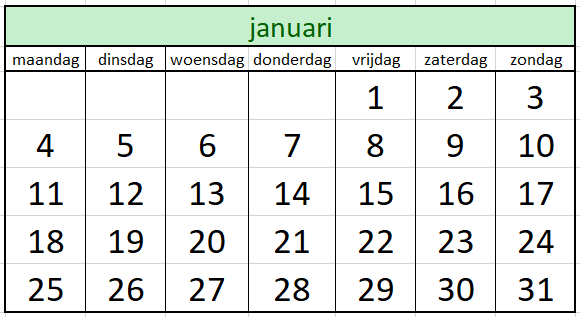 januari
maandag dinsdag woensdag donderdag vrijdag zaterdag zondag
1 2 3
4 5 6 7 8 9 10
11 12 13 14 15 16 17
18 19 20 21 22 23 24
25 26 27 28 29 30 31